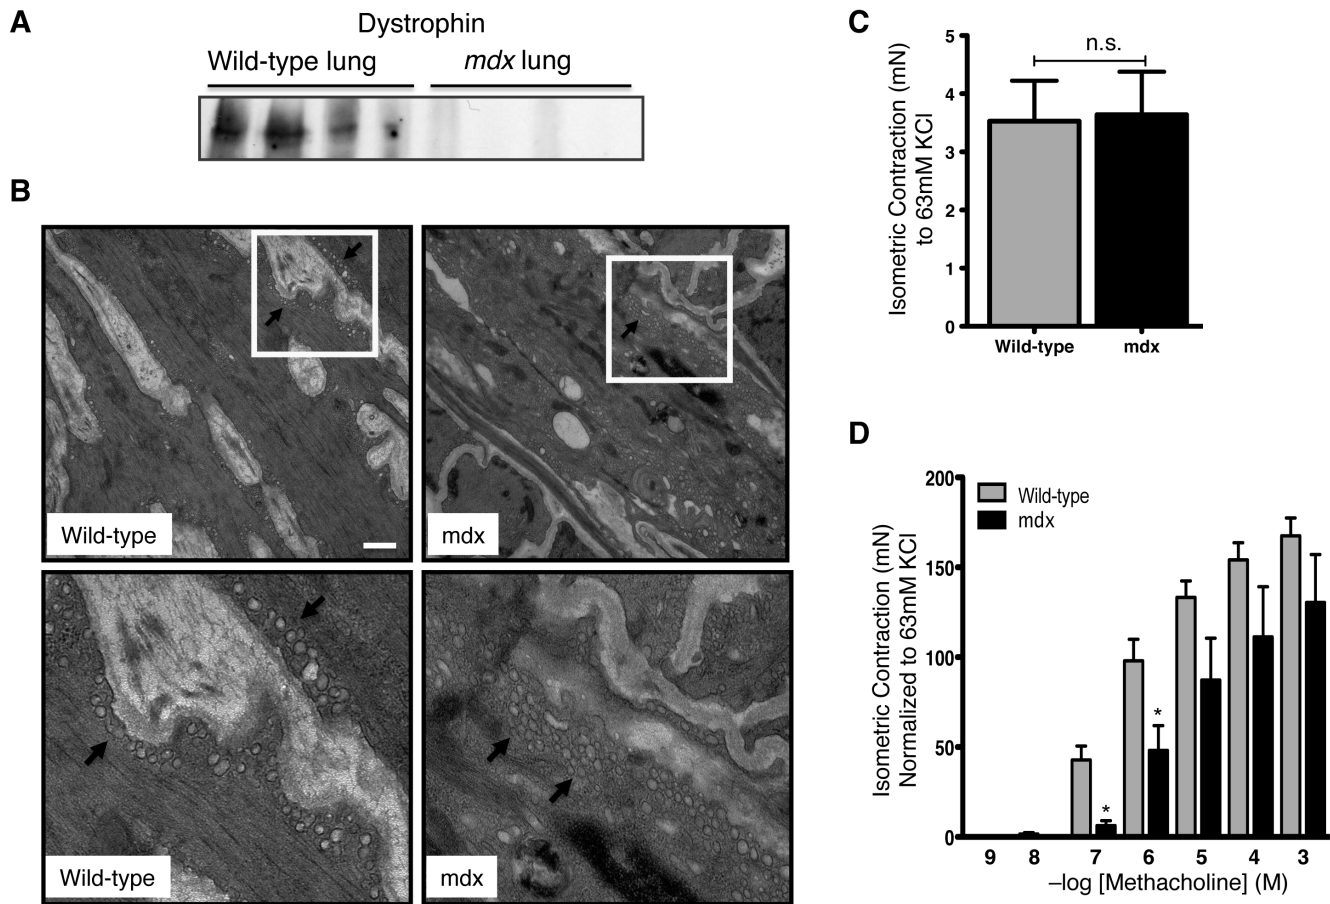 A
Dystrophin
Wild-type lung
mdx lung
B
Wild-type
mdx
Wild-type
mdx
C
Isometric Contraction (mN)
to 63mM KCl
5
4
3
2
1
0
n.s.
Wild-type
mdx
D
Isometric Contraction (mN)
Normalized to 63mM KCl
200
150
100
50
0
Wild-type
mdx
*
*
9 8 7 6 5 4 3
–log [Methacholine] (M)